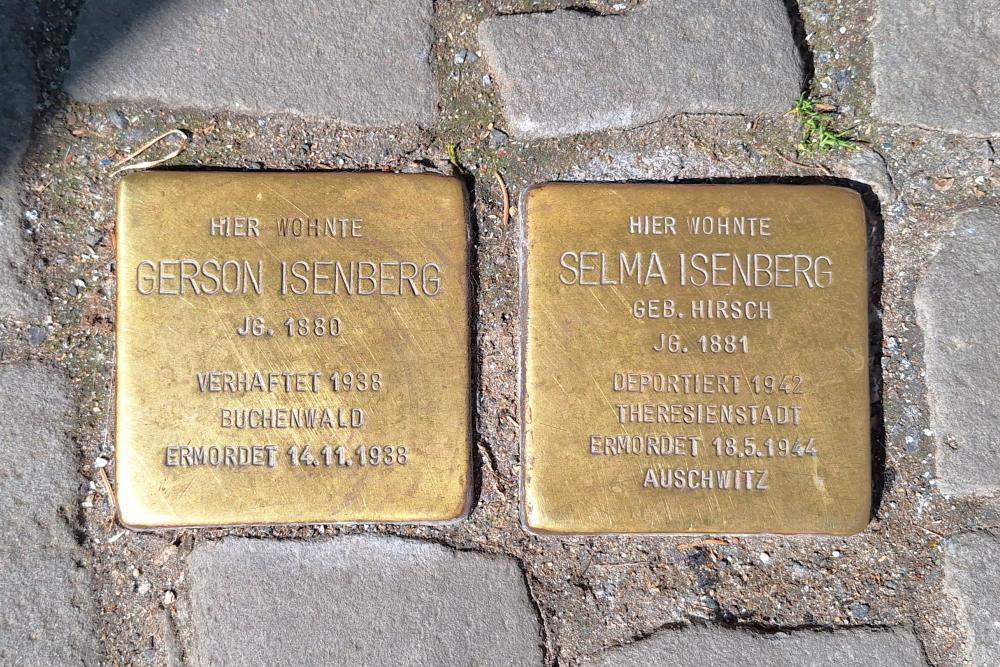 HIER WOHNTE
GERSON ISENBERG
JG. 1880
VERHAFTET 1938
BUCHENWALD
ERMORDET 14.11.1938
HIER WOHNTE
SELMA ISENBERG
GEB. HIRSCH
JG. 1881
DEPORTIERT 1942
THERESIENSTADT
ERMORDET 18.5.1944
AUSCHWITZ